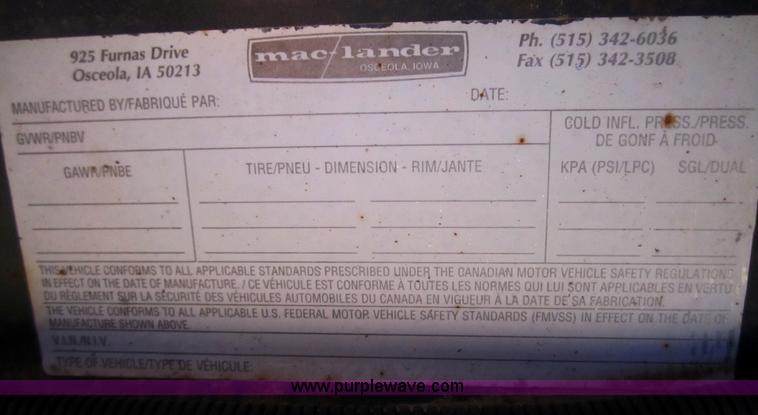 925 Furnas Drive
Osceola, IA 50213
mac-lander
OSCEOLA, IOWA
Ph. (515) 342-6036
Fax (515) 342-3508
MANUFACTURED BY/FABRIQUÉ PAR:
DATE:
GVWR/PNBV
COLD INFL. PRESS./PRESS.
DE GONF À FROID
GAWR/PNBE
TIRE/PNEU - DIMENSION - RIM/JANTE
KPA (PSI/LPC)
SGL/DUAL
THIS VEHICLE CONFORMS TO ALL APPLICABLE STANDARDS PRESCRIBED UNDER THE CANADIAN MOTOR VEHICLE SAFETY REGULATIONS
IN EFFECT ON THE DATE OF MANUFACTURE. / CE VÉHICULE EST CONFORME À TOUTES LES NORMES QUI LUI SONT APPLICABLES EN VERTU
DU RÈGLEMENT SUR LA SÉCURITÉ DES VÉHICULES AUTOMOBILES DU CANADA EN VIGUEUR À LA DATE DE SA FABRICATION.
THE VEHICLE CONFORMS TO ALL APPLICABLE U.S. FEDERAL MOTOR VEHICLE SAFETY STANDARDS (FMVSS) IN EFFECT ON THE DATE OF
MANUFACTURE SHOWN ABOVE.
V.I.N./N.I.V.
TYPE OF VEHICLE/TYPE DE VÉHICULE:
www.purplewave.com